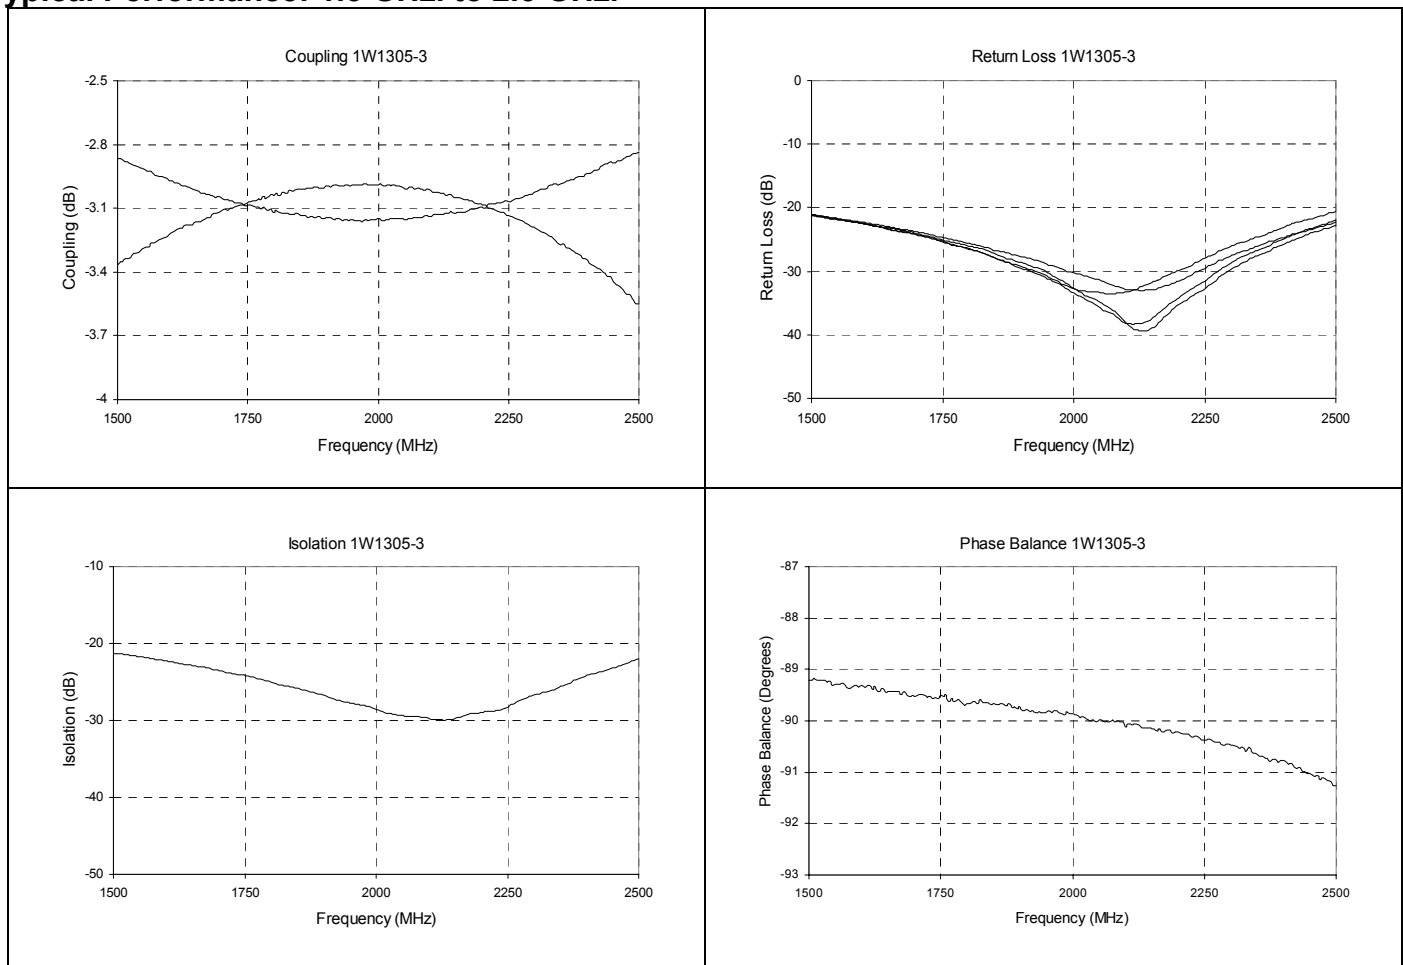 Coupling 1W1305-3
-2.5
-2.8
-3.1
-3.4
-3.7
-4
Coupling (dB)
1500 1750 2000 2250 2500
Frequency (MHz)
Return Loss 1W1305-3
0
-10
-20
-30
-40
-50
Return Loss (dB)
1500 1750 2000 2250 2500
Frequency (MHz)
Isolation 1W1305-3
-10
-20
-30
-40
-50
Isolation (dB)
1500 1750 2000 2250 2500
Frequency (MHz)
Phase Balance 1W1305-3
-87
-88
-89
-90
-91
-92
-93
Phase Balance (Degrees)
1500 1750 2000 2250 2500
Frequency (MHz)